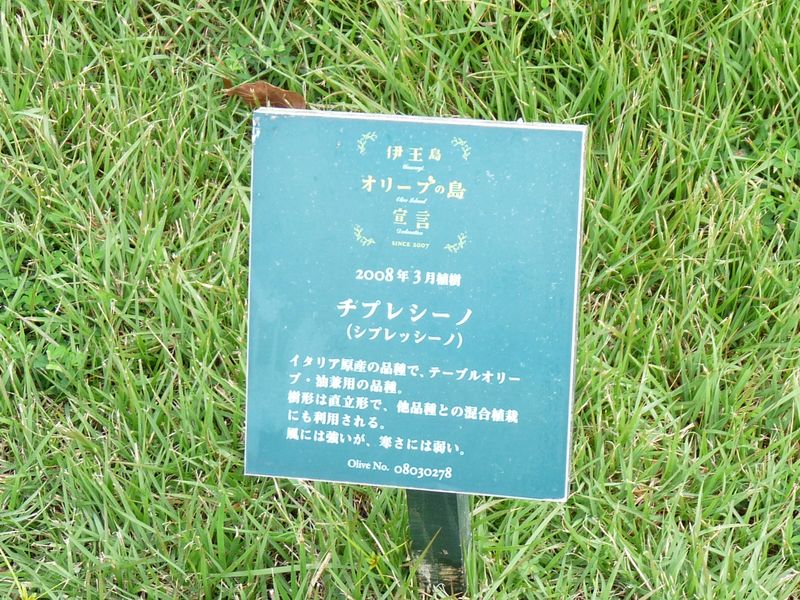 伊王島
オリーブの島
Olive Island
宣言
Declaration
SINCE 2007
2008年3月植樹
チプレシーノ
(シプレッシーノ)
イタリア原産の品種で、テーブルオリー
ブ・油兼用の品種。
樹形は直立形で、他品種との混合植栽
にも利用される。
風には強いが、寒さには弱い。
Olive No. 08030278